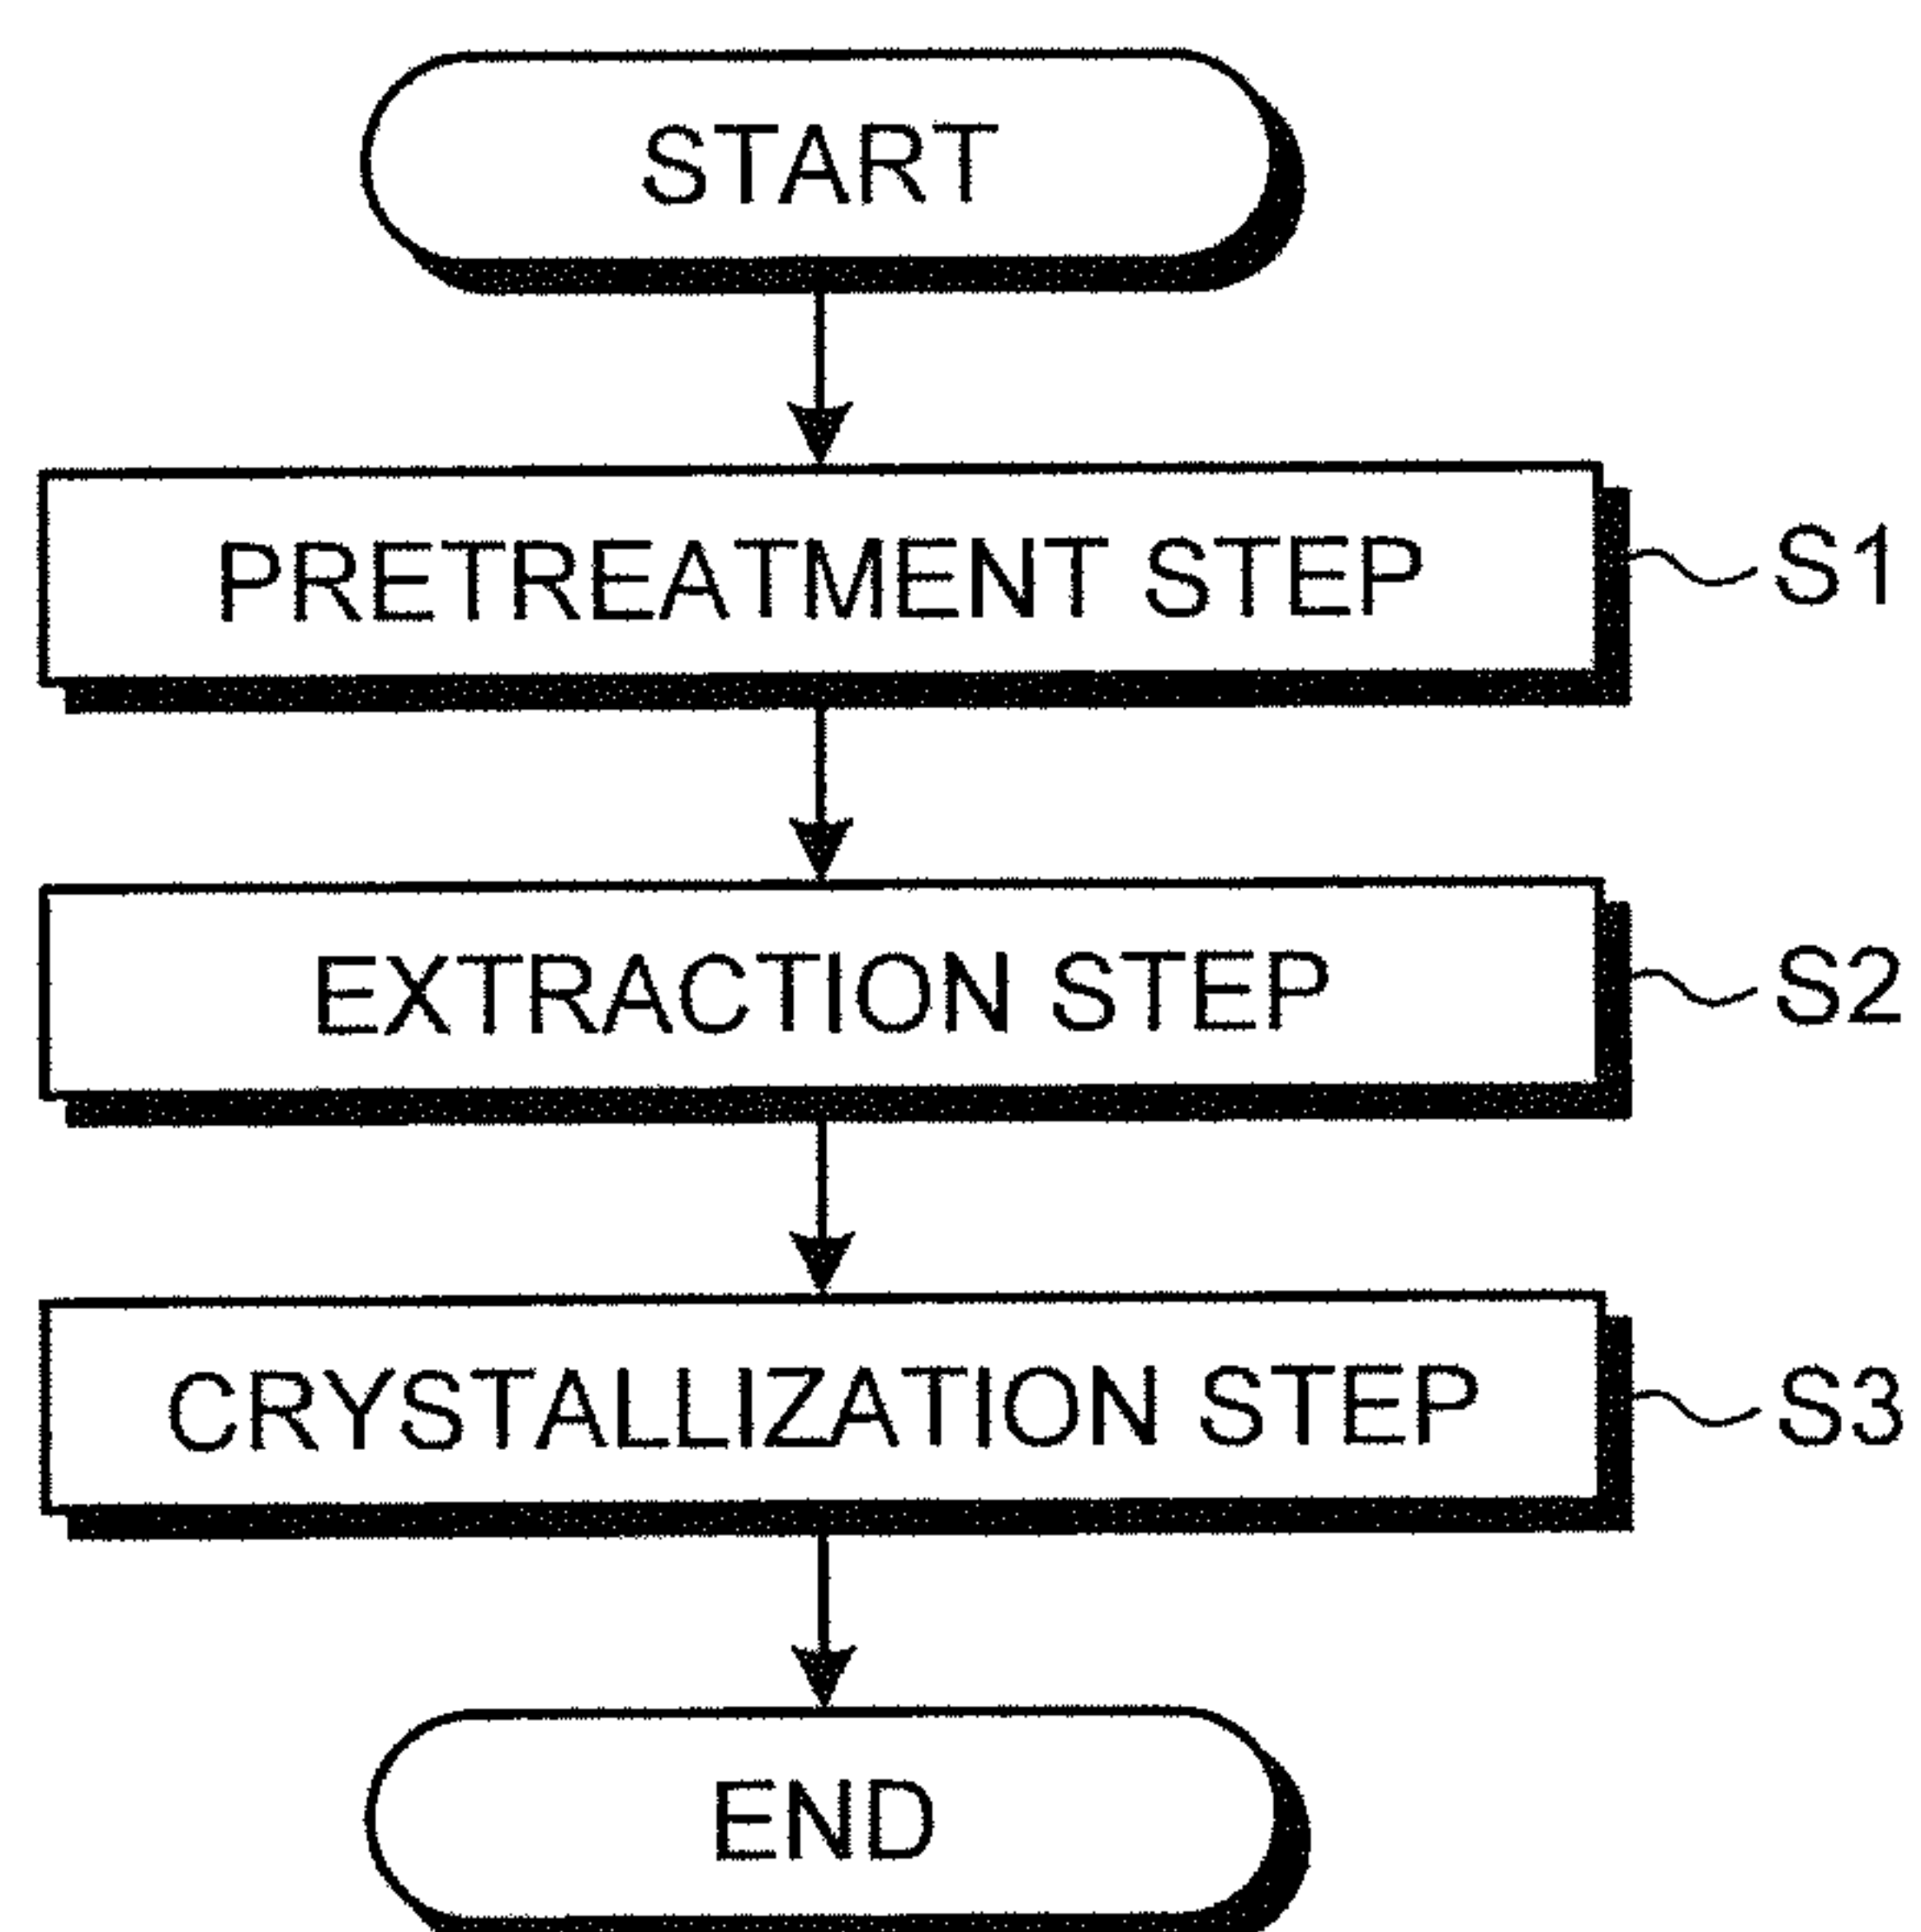 START
PRETREATMENT STEP S1
EXTRACTION STEP S2
CRYSTALLIZATION STEP S3
END